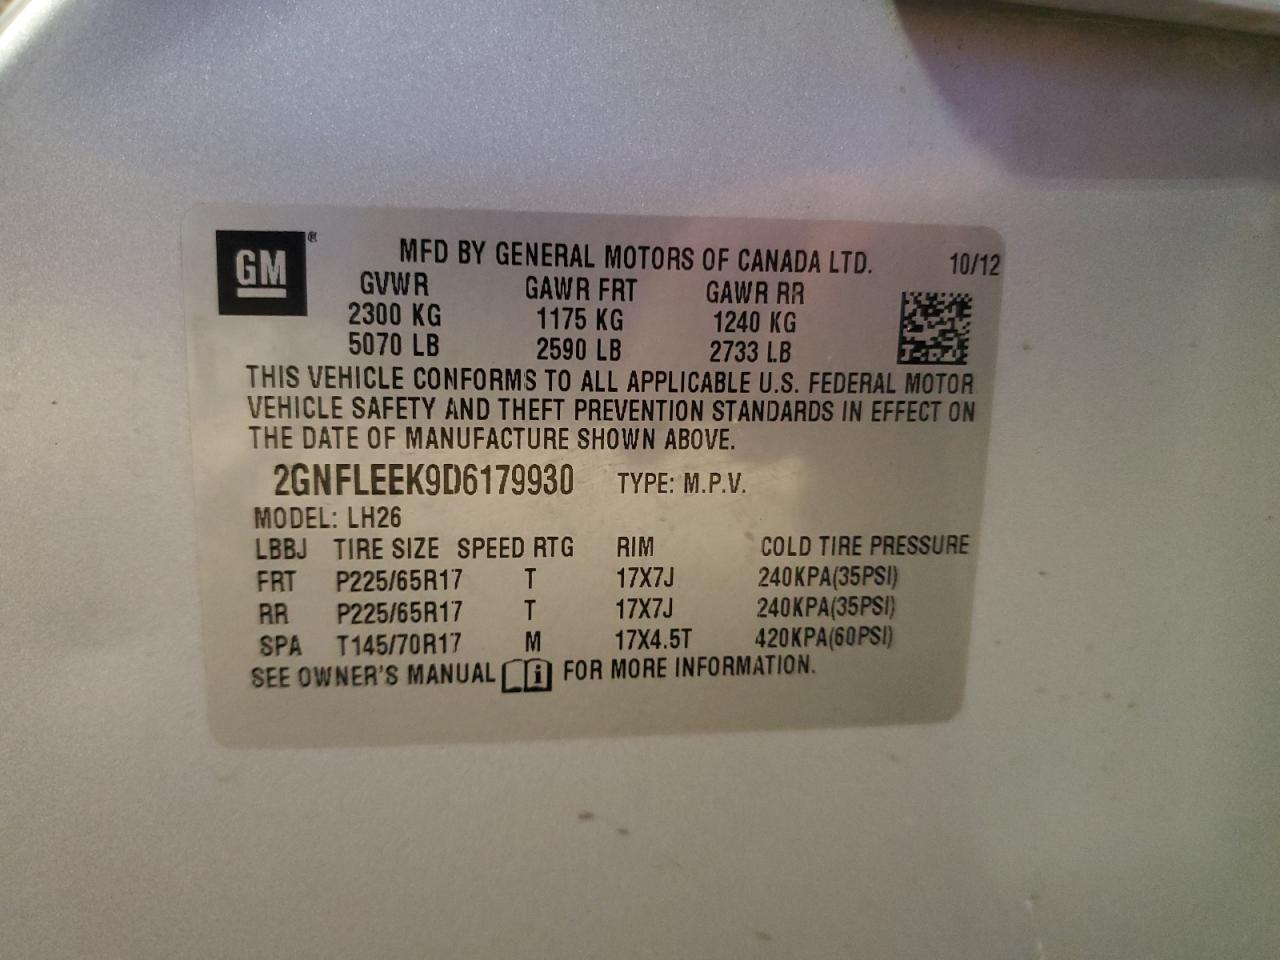 GM®
MFD BY GENERAL MOTORS OF CANADA LTD. 10/12
GVWR GAWR FRT GAWR RR
2300 KG 1175 KG 1240 KG
5070 LB 2590 LB 2733 LB
THIS VEHICLE CONFORMS TO ALL APPLICABLE U.S. FEDERAL MOTOR
VEHICLE SAFETY AND THEFT PREVENTION STANDARDS IN EFFECT ON
THE DATE OF MANUFACTURE SHOWN ABOVE.
2GNFLEEK9D6179930 TYPE: M.P.V.
MODEL: LH26
LBBJ TIRE SIZE SPEED RTG RIM COLD TIRE PRESSURE
FRT P225/65R17 T 17X7J 240KPA(35PSI)
RR P225/65R17 T 17X7J 240KPA(35PSI)
SPA T145/70R17 M 17X4.5T 420KPA(60PSI)
SEE OWNER'S MANUAL i FOR MORE INFORMATION.